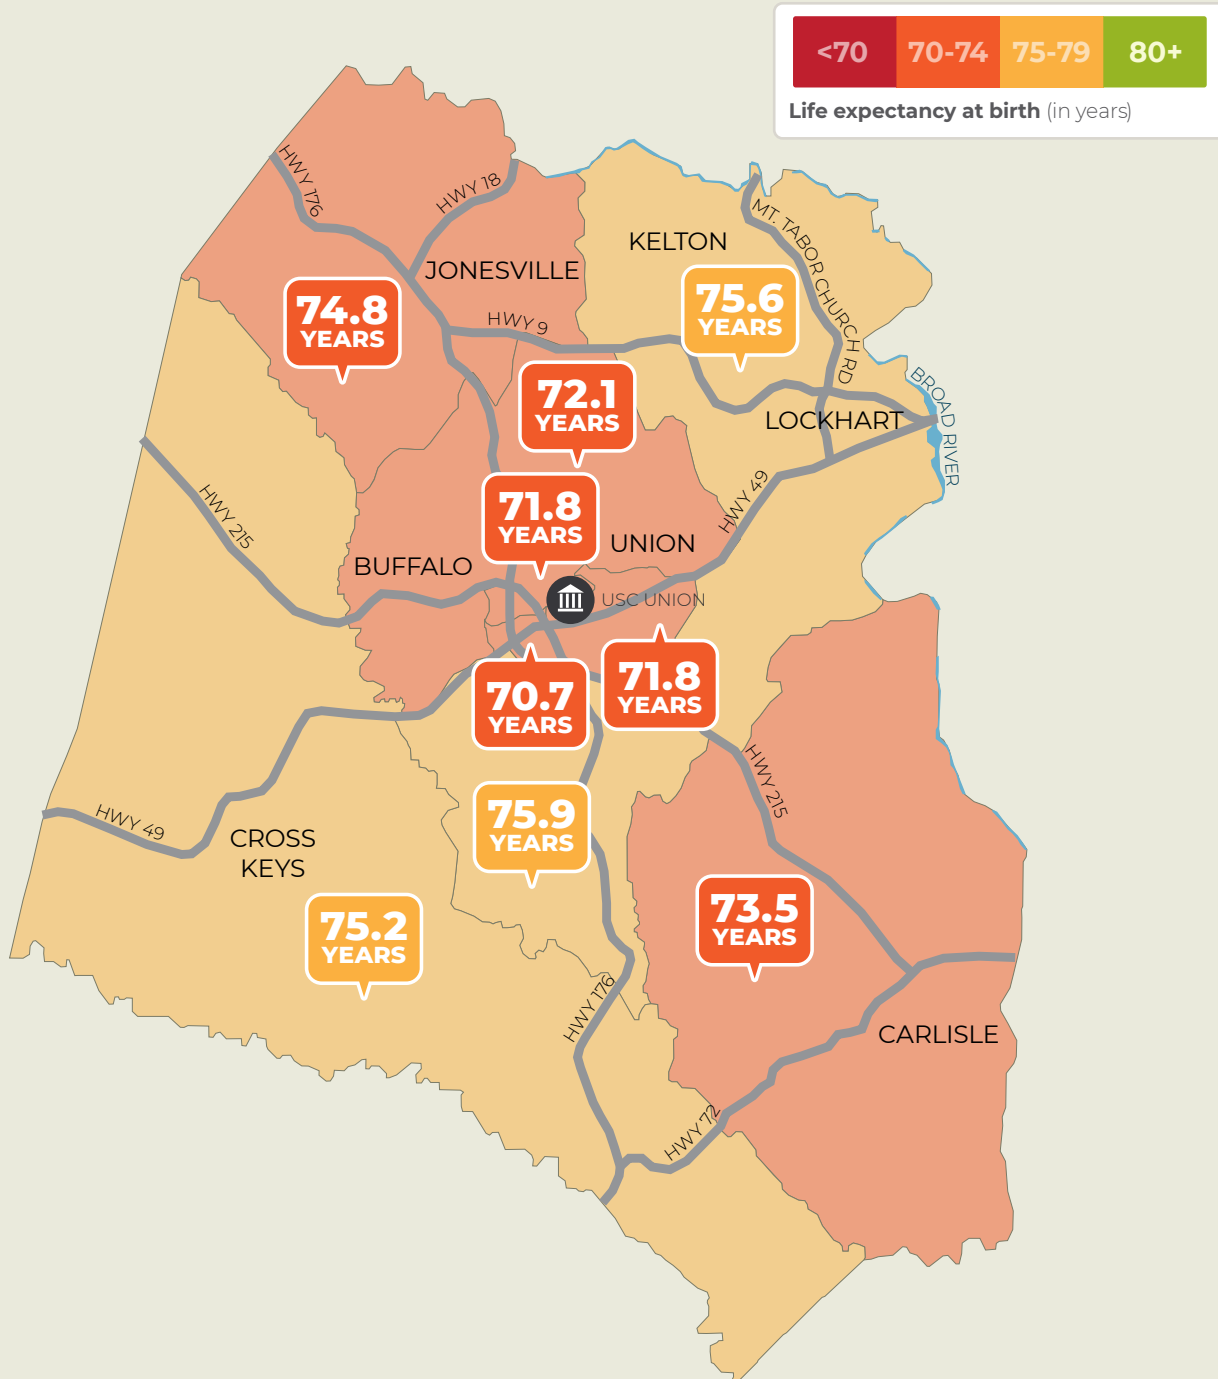 <70
70-74
75-79
80+
Life expectancy at birth (in years)
HWY 176
HWY 18
KELTON
MT. TABOR CHURCH RD
JONESVILLE
74.8
YEARS
75.6
YEARS
HWY 9
72.1
YEARS
LOCKHART
BROAD RIVER
HWY 215
71.8
YEARS
HWY 49
UNION
BUFFALO
USC UNION
70.7
YEARS
71.8
YEARS
HWY 215
HWY 49
CROSS
KEYS
75.9
YEARS
75.2
YEARS
73.5
YEARS
HWY 176
CARLISLE
HWY 72